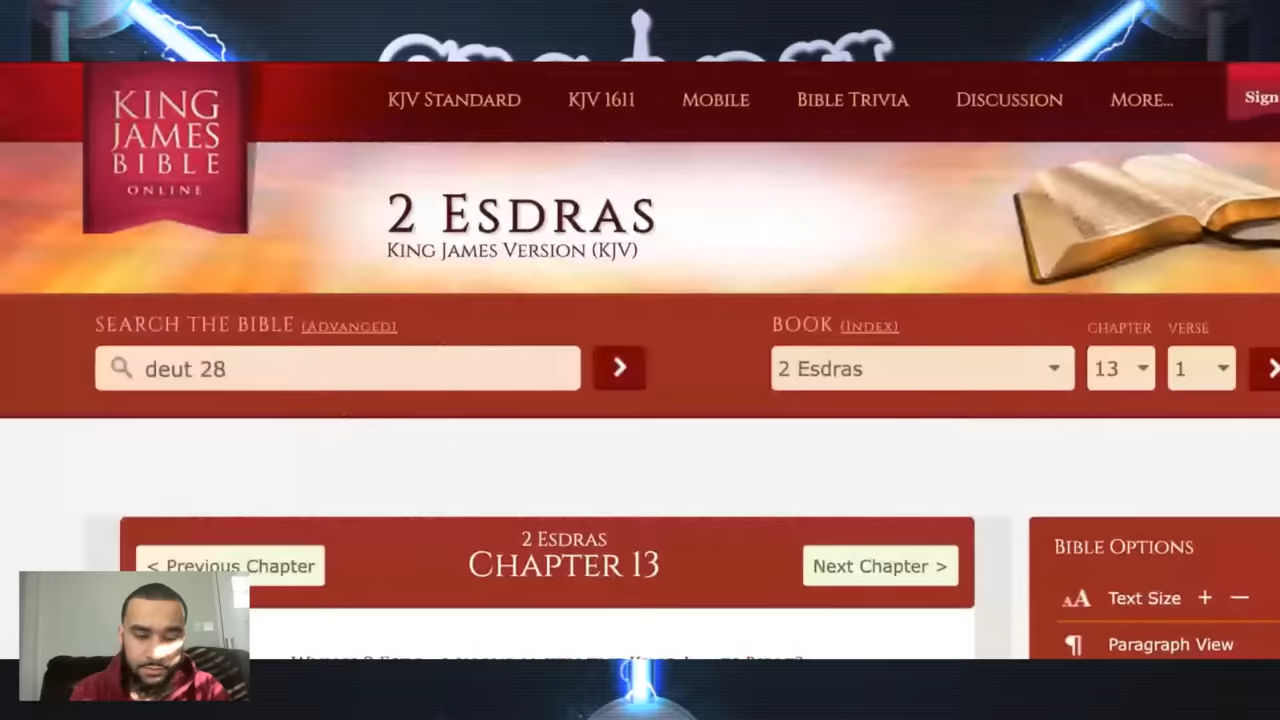 KING
JAMES
BIBLE
ONLINE
KJV STANDARD KJV 1611 MOBILE BIBLE TRIVIA DISCUSSION MORE... Sign
2 ESDRAS
KING JAMES VERSION (KJV)
SEARCH THE BIBLE (ADVANCED) BOOK (INDEX) CHAPTER VERSE
deut 28 2 Esdras 13 1
2 ESDRAS
< Previous Chapter CHAPTER 13 Next Chapter >
BIBLE OPTIONS
AA Text Size + —
¶ Paragraph View